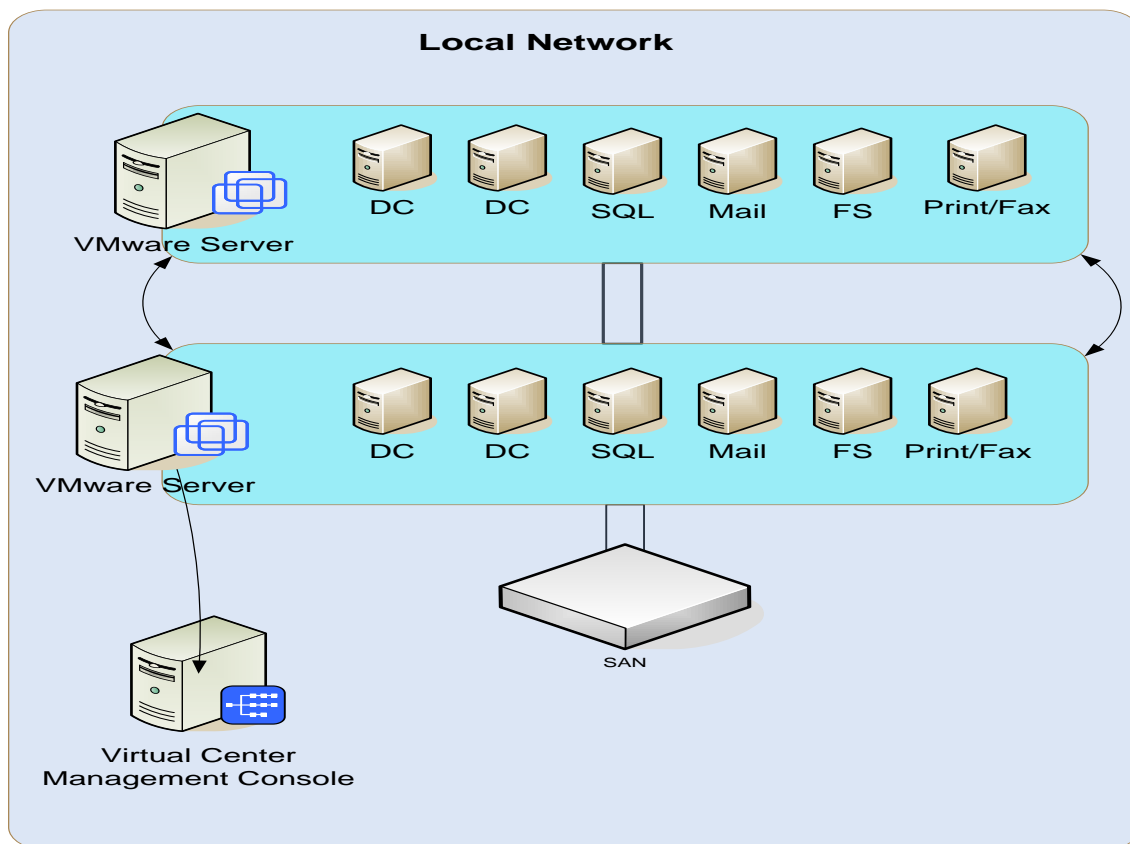 Local Network
DC DC SQL Mail FS Print/Fax
VMware Server
DC DC SQL Mail FS Print/Fax
VMware Server
SAN
Virtual Center
Management Console